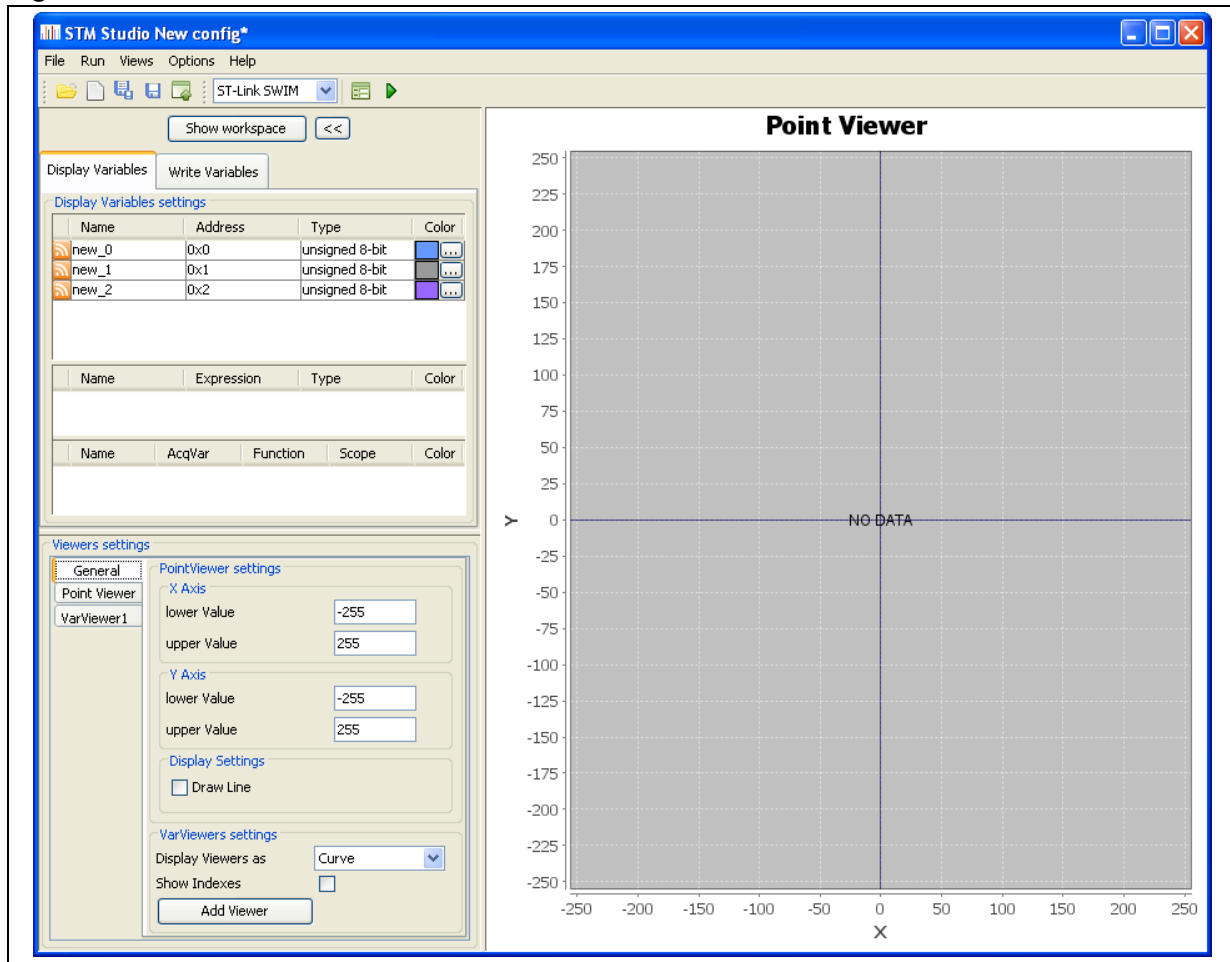 STM Studio New config*
File Run Views Options Help
ST-Link SWIM
Show workspace <<
Display Variables Write Variables
Display Variables settings
Name Address Type Color
new_0 0x0 unsigned 8-bit ...
new_1 0x1 unsigned 8-bit ...
new_2 0x2 unsigned 8-bit ...
Name Expression Type Color
Name AcqVar Function Scope Color
Viewers settings
General
Point Viewer
VarViewer1
PointViewer settings
X Axis
lower Value -255
upper Value 255
Y Axis
lower Value -255
upper Value 255
Display Settings
Draw Line
VarViewers settings
Display Viewers as Curve
Show Indexes
Add Viewer
Point Viewer
250
225
200
175
150
125
100
75
50
25
0
-25
-50
-75
-100
-125
-150
-175
-200
-225
-250
Y
NO DATA
-250 -200 -150 -100 -50 0 50 100 150 200 250
X